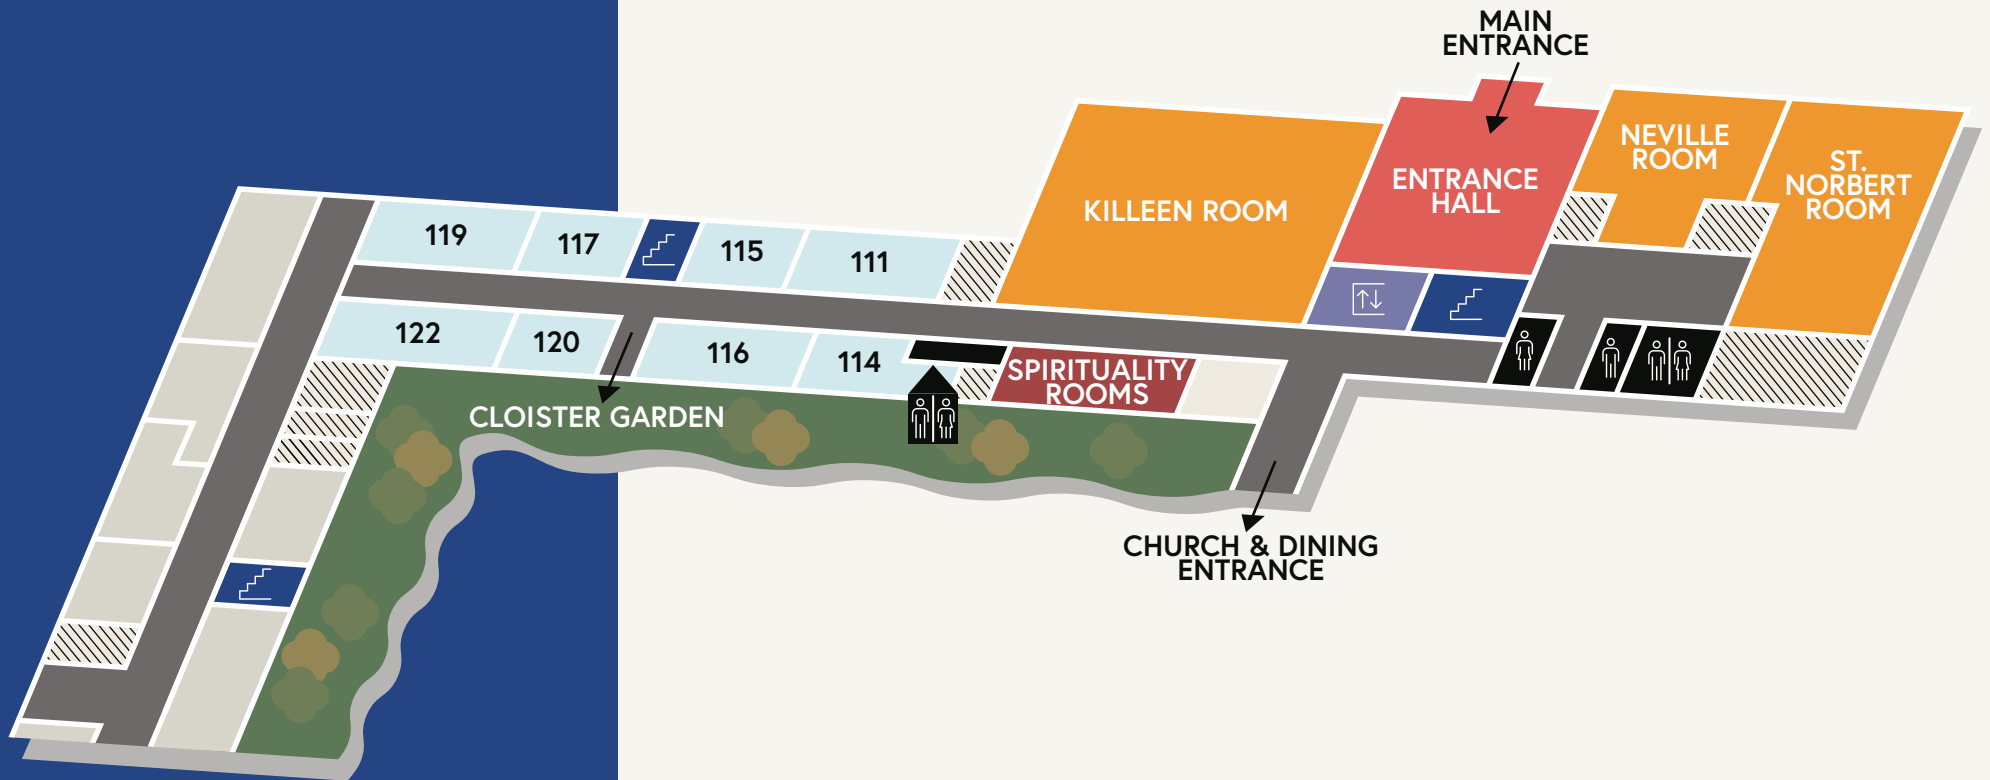 MAIN
ENTRANCE
NEVILLE
ROOM
ST.
NORBERT
ROOM
ENTRANCE
HALL
KILLEEN ROOM
119
117
115
111
122
120
116
114
SPIRITUALITY
ROOMS
CLOISTER GARDEN
CHURCH & DINING
ENTRANCE